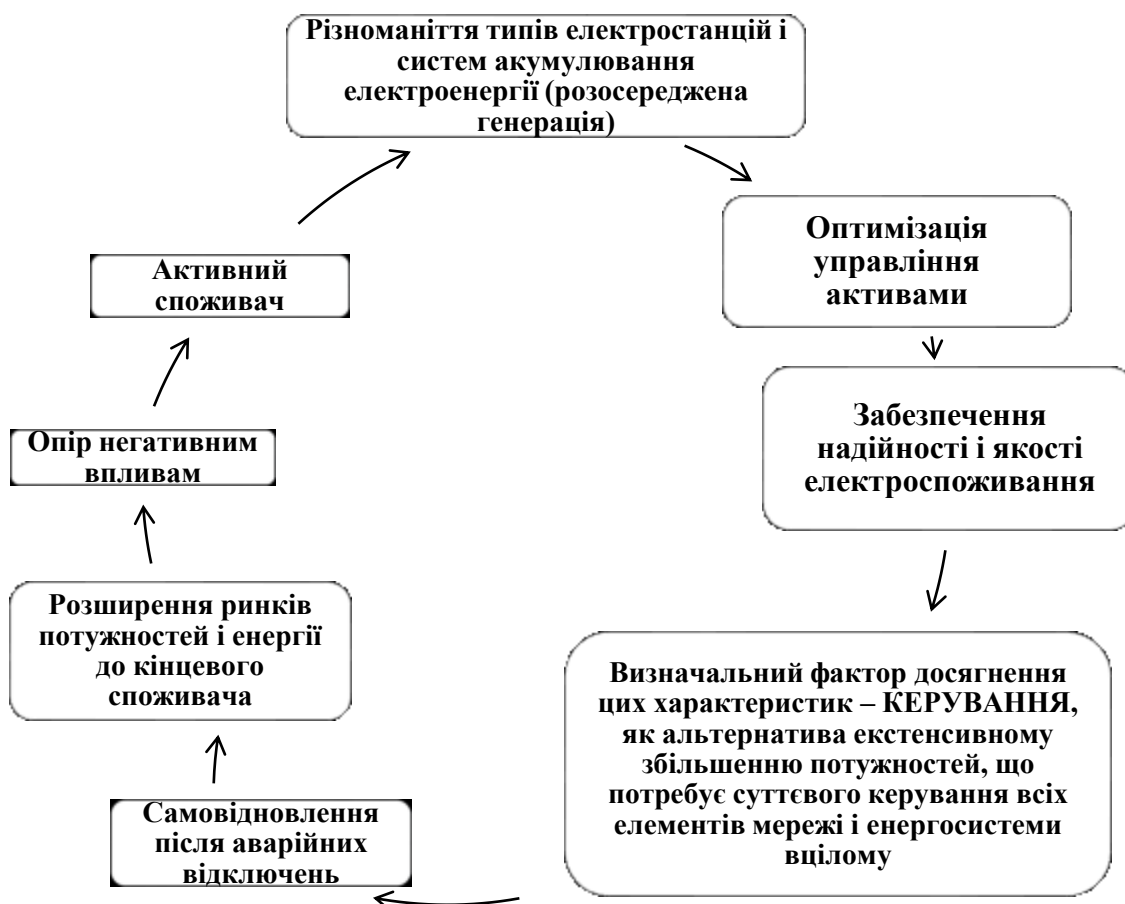 Різноманіття типів електростанцій і
систем акумулювання
електроенергії (розосереджена
генерація)
Оптимізація
управління
активами
Забезпечення
надійності і якості
електроспоживання
Визначальний фактор досягнення
цих характеристик – КЕРУВАННЯ,
як альтернатива екстенсивному
збільшенню потужностей, що
потребує суттєвого керування всіх
елементів мережі і енергосистеми
вцілому
Самовідновлення
після аварійних
відключень
Розширення ринків
потужностей і енергії
до кінцевого
споживача
Опір негативним
впливам
Активний
споживач